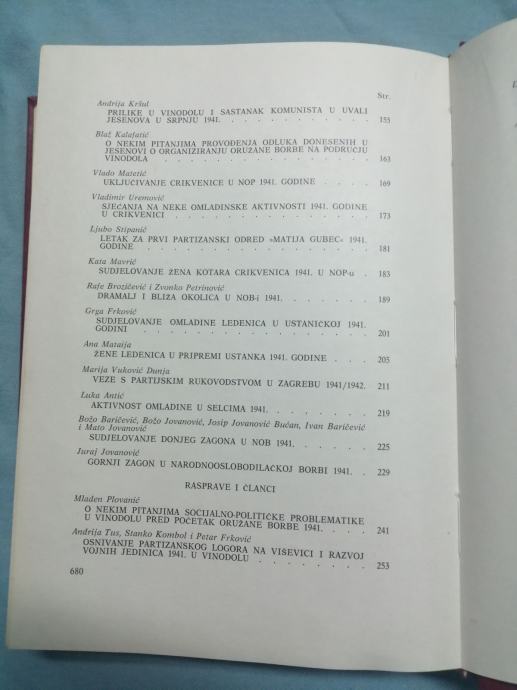 Str.
Andrija Kršul
PRILIKE U VINODOLU I SASTANAK KOMUNISTA U UVALI
JESENOVA U SRPNJU 1941. . . . . . . . . . . 155
Blaž Kalafatić
O NEKIM PITANJIMA PROVOĐENJA ODLUKA DONESENIH U
JESENOVI O ORGANIZIRANJU ORUŽANE BORBE NA PODRUČJU
VINODOLA . . . . . . . . . . . . . . . . 163
Vlado Matetić
UKLJUČIVANJE CRIKVENICE U NOP 1941. GODINE . . . . 169
Vladimir Uremović
SJEĆANJA NA NEKE OMLADINSKE AKTIVNOSTI 1941. GODINE
U CRIKVENICI . . . . . . . . . . . . . . 173
Ljubo Stipanić
LETAK ZA PRVI PARTIZANSKI ODRED »MATIJA GUBEC« 1941.
GODINE . . . . . . . . . . . . . . . . . 181
Kata Mavrić
SUDJELOVANJE ŽENA KOTARA CRIKVENICA 1941. U NOP-u . 183
Rafe Brozičević i Zvonko Petrinović
DRAMALJ I BLIŽA OKOLICA U NOB-i 1941. . . . . . . 189
Grga Frković
SUDJELOVANJE OMLADINE LEDENICA U USTANIČKOJ 1941.
GODINI . . . . . . . . . . . . . . . . . 201
Ana Mataija
ŽENE LEDENICA U PRIPREMI USTANKA 1941. GODINE . . . 205
Marija Vuković Dunja
VEZE S PARTIJSKIM RUKOVODSTVOM U ZAGREBU 1941/1942. . 211
Luka Antić
AKTIVNOST OMLADINE U SELCIMA 1941. . . . . . . . 219
Božo Baričević, Božo Jovanović, Josip Jovanović Bućan, Ivan Baričević
i Mato Jovanović
SUDJELOVANJE DONJEG ZAGONA U NOB 1941. . . . . . 225
Juraj Jovanović
GORNJI ZAGON U NARODNOOSLOBODILAČKOJ BORBI 1941. . 229
RASPRAVE I ČLANCI
Mladen Plovanić
O NEKIM PITANJIMA SOCIJALNO-POLITIČKE PROBLEMATIKE
U VINODOLU PRED POČETAK ORUŽANE BORBE 1941. . . . 241
Andrija Tus, Stanko Kombol i Petar Frković
OSNIVANJE PARTIZANSKOG LOGORA NA VIŠEVICI I RAZVOJ
VOJNIH JEDINICA 1941. U VINODOLU . . . . . . . . 253
680